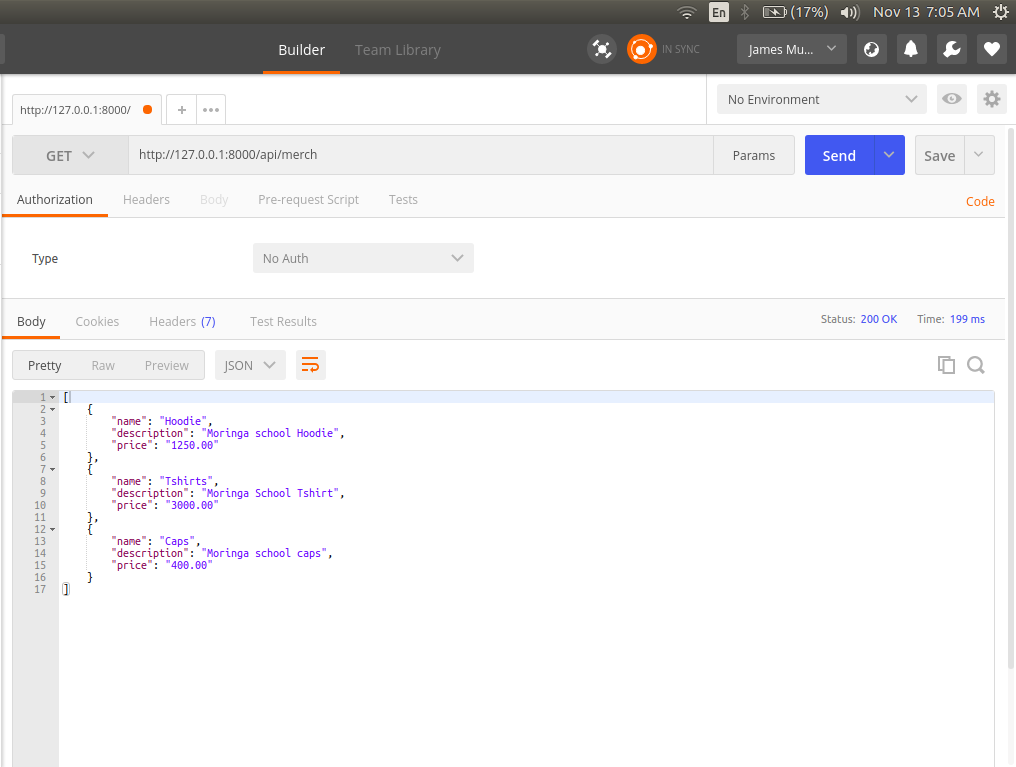 En (17%) Nov 13 7:05 AM
Builder Team Library IN SYNC James Mu...
http://127.0.0.1:8000/ + ••• No Environment
GET http://127.0.0.1:8000/api/merch Params Send Save
Authorization Headers Body Pre-request Script Tests Code
Type No Auth
Body Cookies Headers (7) Test Results Status: 200 OK Time: 199 ms
Pretty Raw Preview JSON
1 [
2 {
3 "name": "Hoodie",
4 "description": "Moringa school Hoodie",
5 "price": "1250.00"
6 },
7 {
8 "name": "Tshirts",
9 "description": "Moringa School Tshirt",
10 "price": "3000.00"
11 },
12 {
13 "name": "Caps",
14 "description": "Moringa school caps",
15 "price": "400.00"
16 }
17 ]